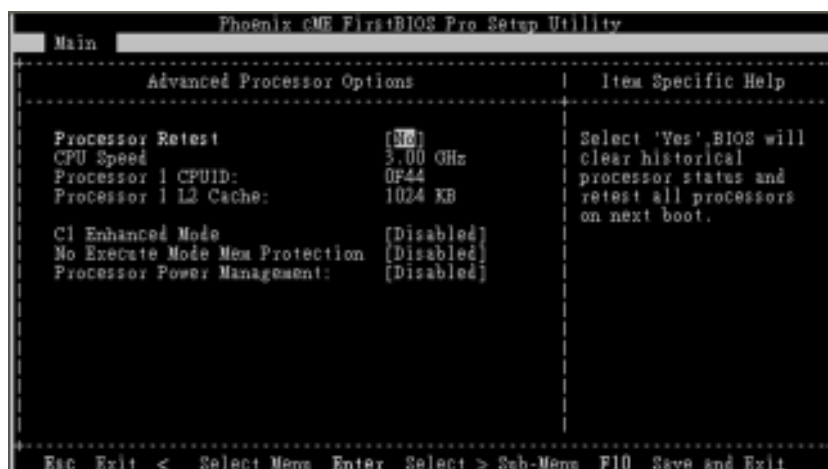 Phoenix cME FirstBIOS Pro Setup Utility
Main
Advanced Processor Options
Item Specific Help
Processor Retest [No]
CPU Speed 3.00 GHz
Processor 1 CPUID: 0F44
Processor 1 L2 Cache: 1024 KB
C1 Enhanced Mode [Disabled]
No Execute Mode Mem Protection [Disabled]
Processor Power Management: [Disabled]
Select 'Yes',BIOS will
clear historical
processor status and
retest all processors
on next boot.
Esc Exit < Select Menu Enter Select > Sub-Menu F10 Save and Exit